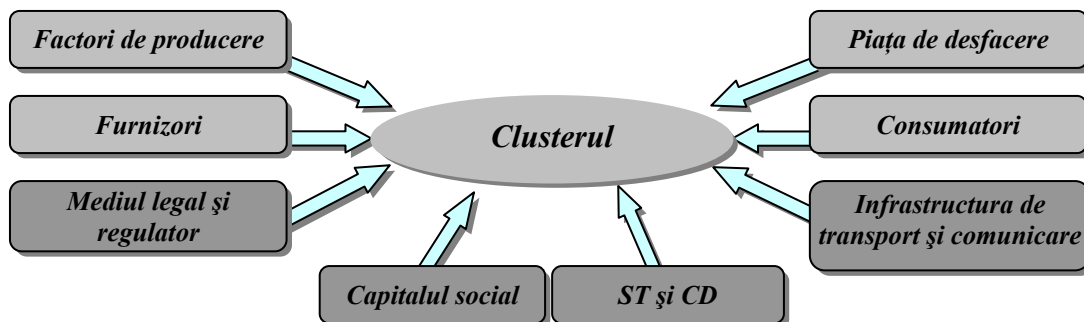 Factori de producere
Piața de desfacere
Furnizori
Clusterul
Consumatori
Mediul legal şi
regulator
Infrastructura de
transport şi comunicare
Capitalul social
ST şi CD